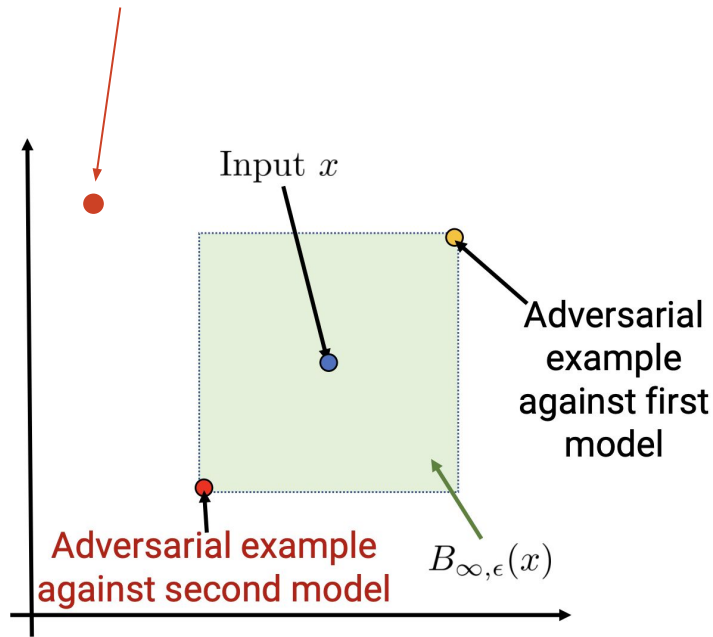 Input x
Adversarial
example
against first
model
Adversarial example
against second model
B∞,ϵ(x)